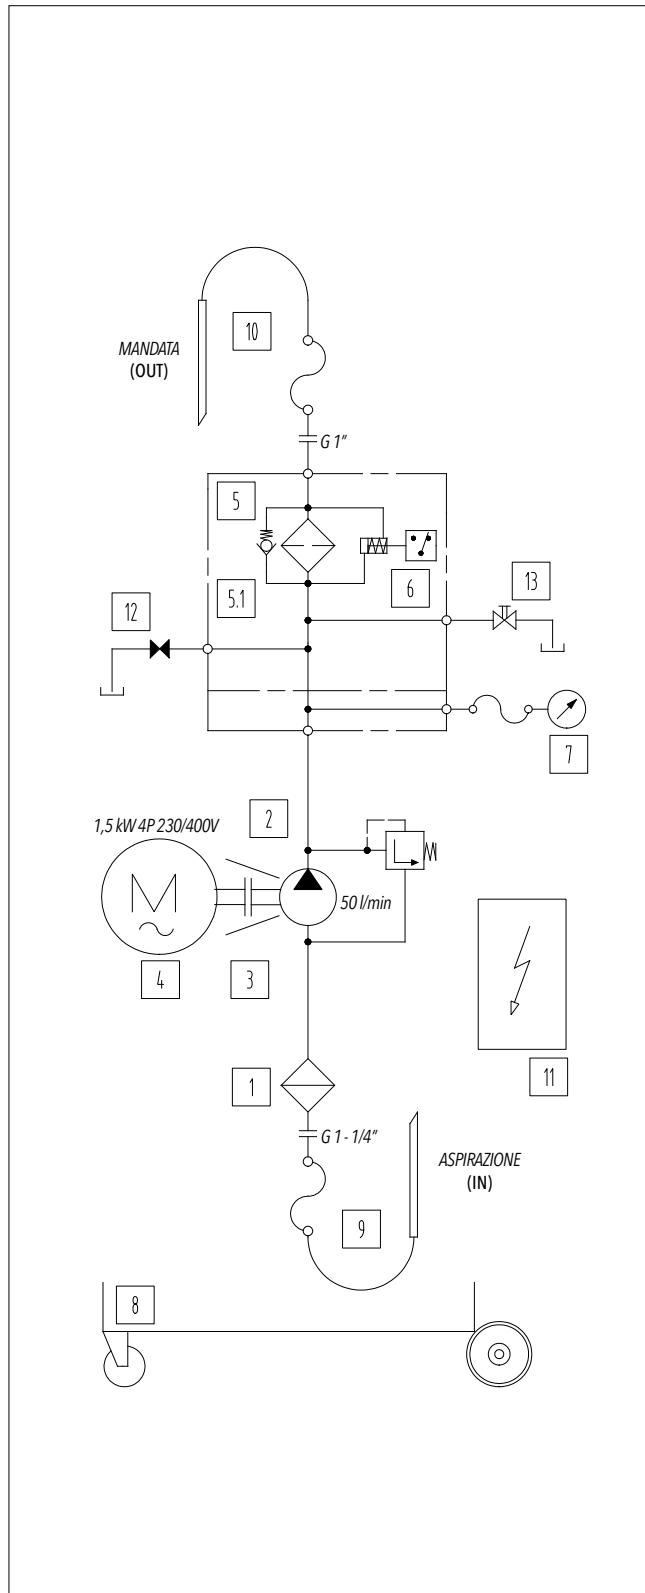 10
MANDATA
(OUT)
G 1"
5
5.1
6
13
12
7
2
1,5 kW 4P 230/400V
50 l/min
4
3
11
1
G 1 - 1/4"
ASPIRAZIONE
(IN)
9
8
M